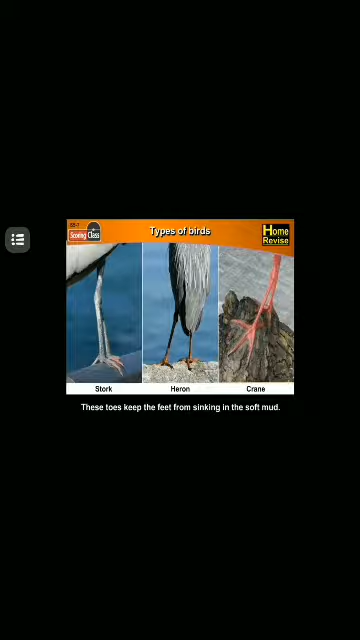 Scoring Class
Types of birds
Home
Revise
Stork
Heron
Crane
These toes keep the feet from sinking in the soft mud.